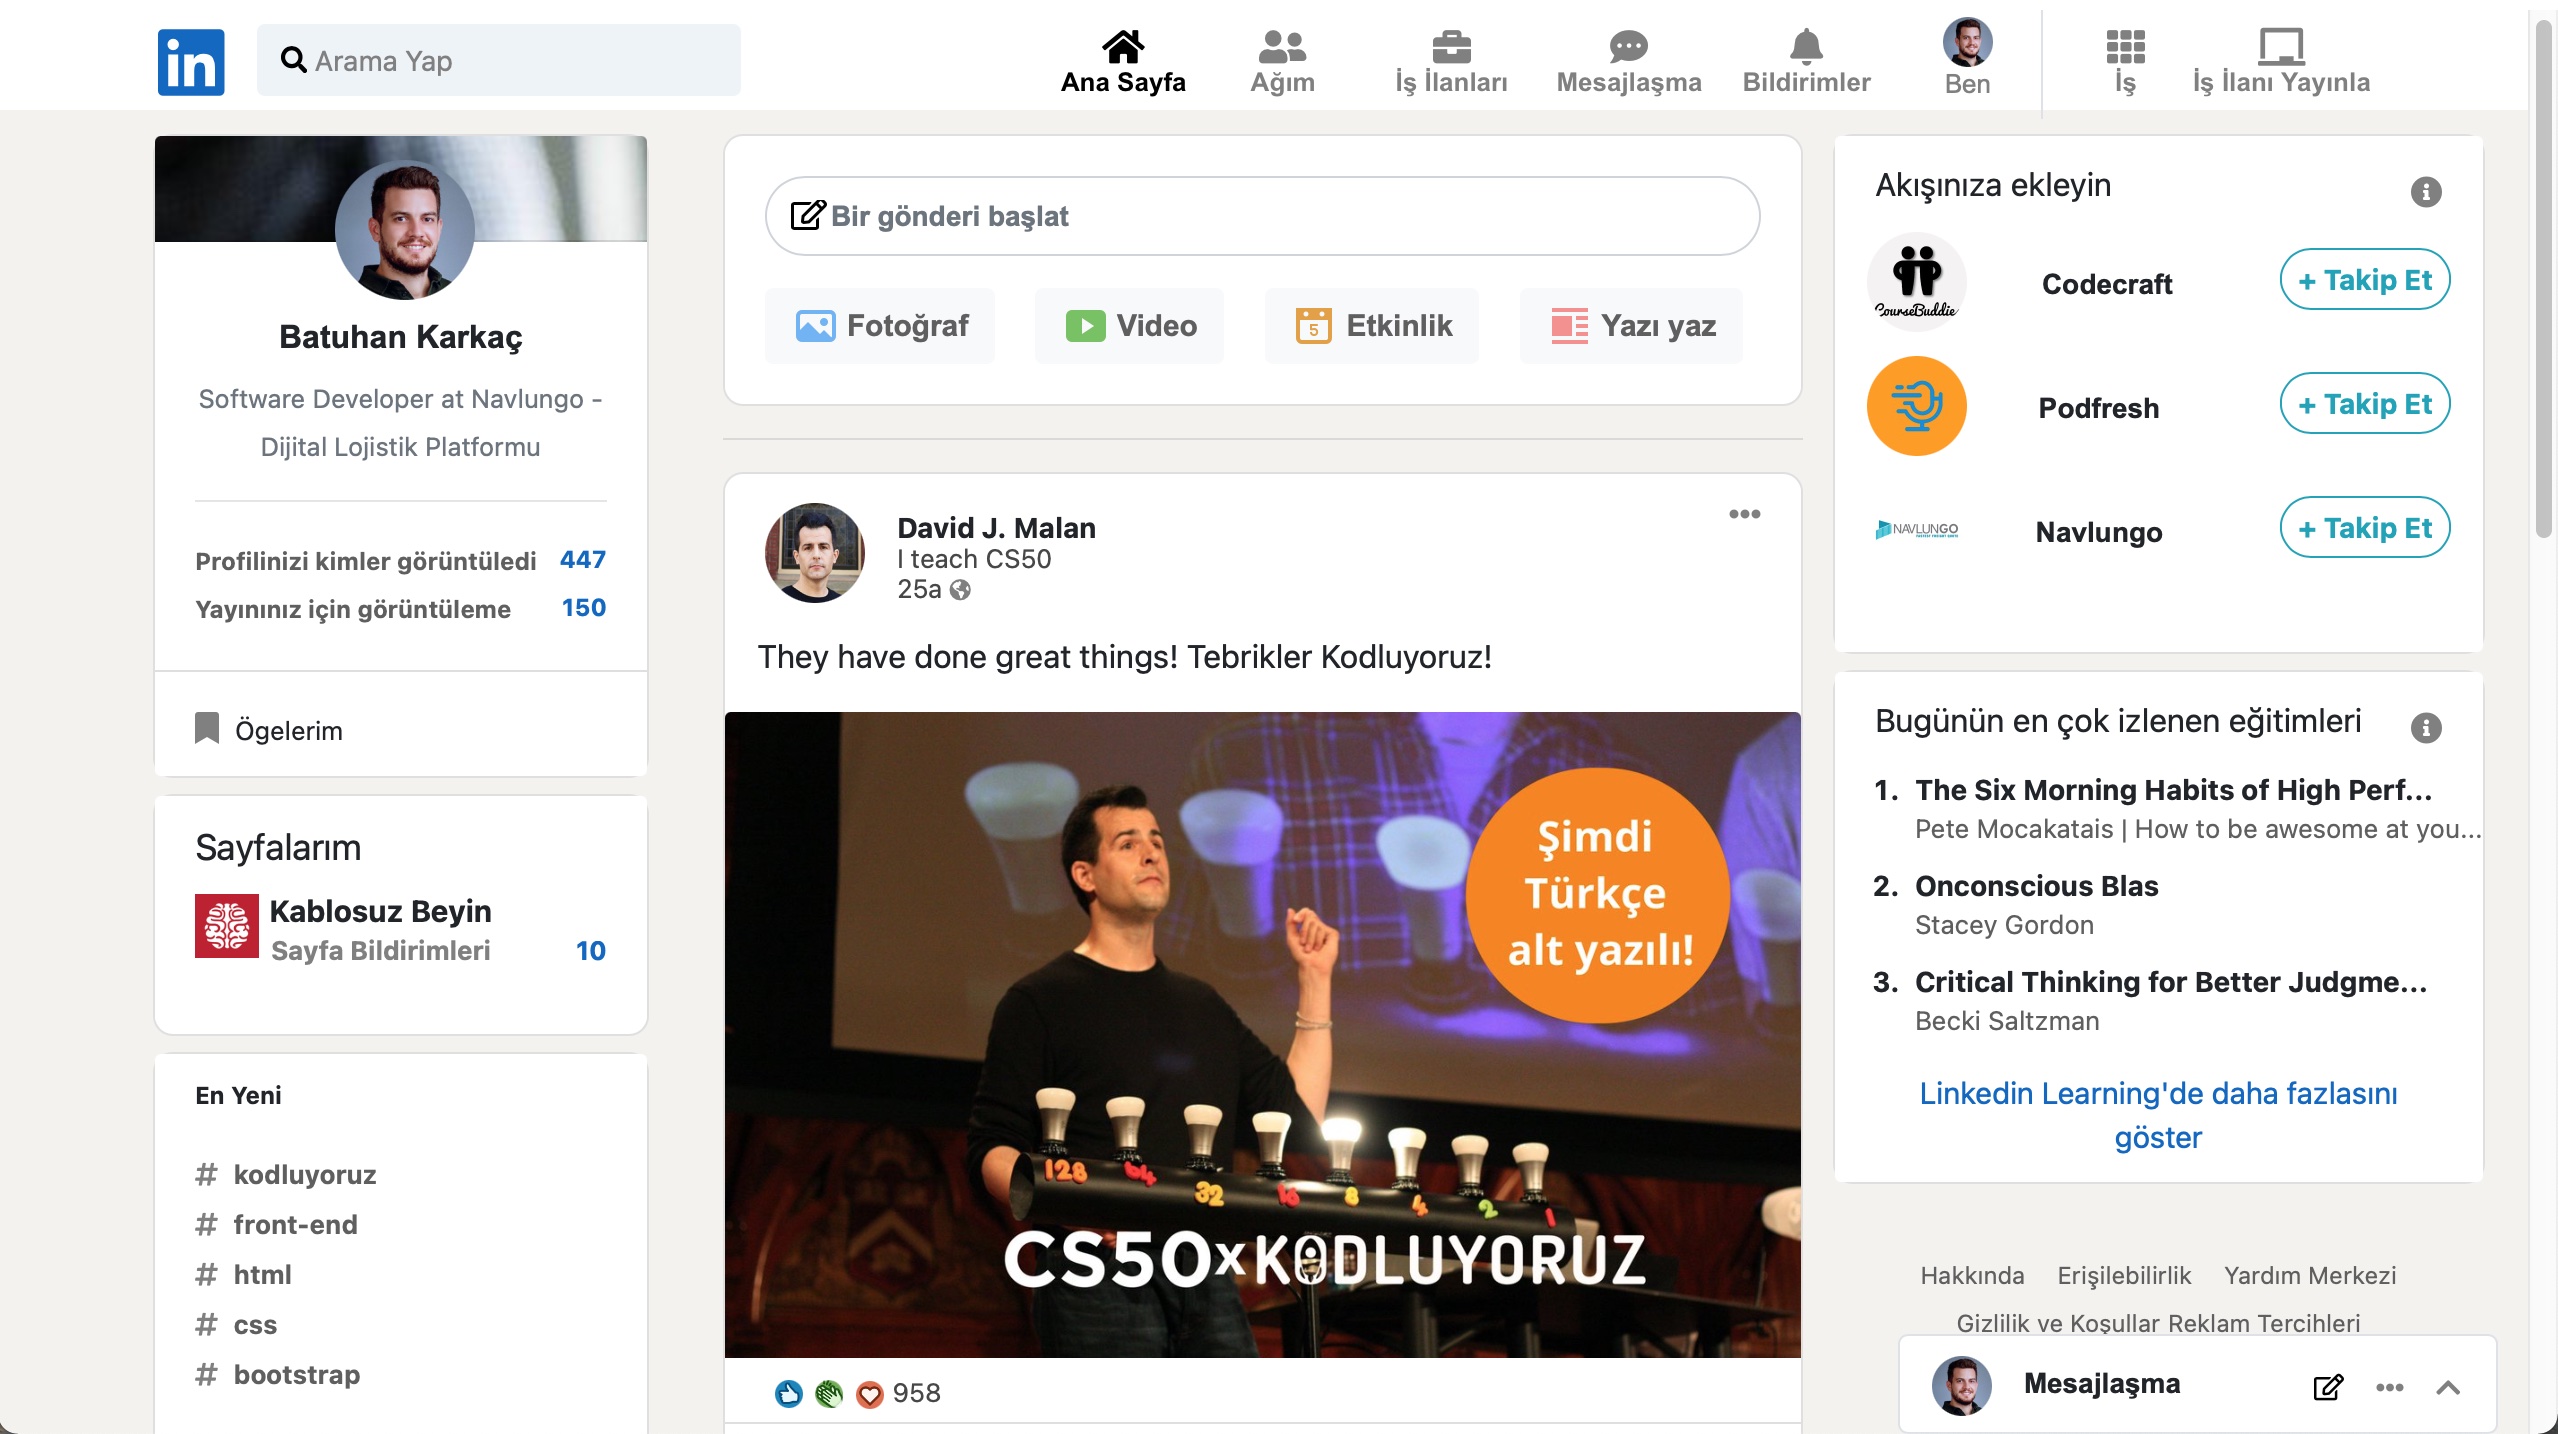 in
Arama Yap
Ana Sayfa
Ağım
İş İlanları
Mesajlaşma
Bildirimler
Ben
İş
İş İlanı Yayınla
Batuhan Karkaç
Software Developer at Navlungo -
Dijital Lojistik Platformu
Profilinizi kimler görüntüledi 447
Yayınınız için görüntüleme 150
Ögelerim
Sayfalarım
Kablosuz Beyin
Sayfa Bildirimleri 10
En Yeni
# kodluyoruz
# front-end
# html
# css
# bootstrap
Bir gönderi başlat
Fotoğraf
Video
5
Etkinlik
Yazı yaz
David J. Malan
I teach CS50
25a
They have done great things! Tebrikler Kodluyoruz!
Şimdi
Türkçe
alt yazılı!
128 64 32 16 8 4 2 1
CS50xKODLUYORUZ
958
Akışınıza ekleyin
CourseBuddie
Codecraft
+ Takip Et
Podfresh
+ Takip Et
NAVLUNGO
Navlungo
+ Takip Et
Bugünün en çok izlenen eğitimleri
1. The Six Morning Habits of High Perf...
Pete Mocakatais | How to be awesome at you...
2. Onconscious Blas
Stacey Gordon
3. Critical Thinking for Better Judgme...
Becki Saltzman
Linkedin Learning'de daha fazlasını
göster
Hakkında Erişilebilirlik Yardım Merkezi
Gizlilik ve Koşullar Reklam Tercihleri
Mesajlaşma